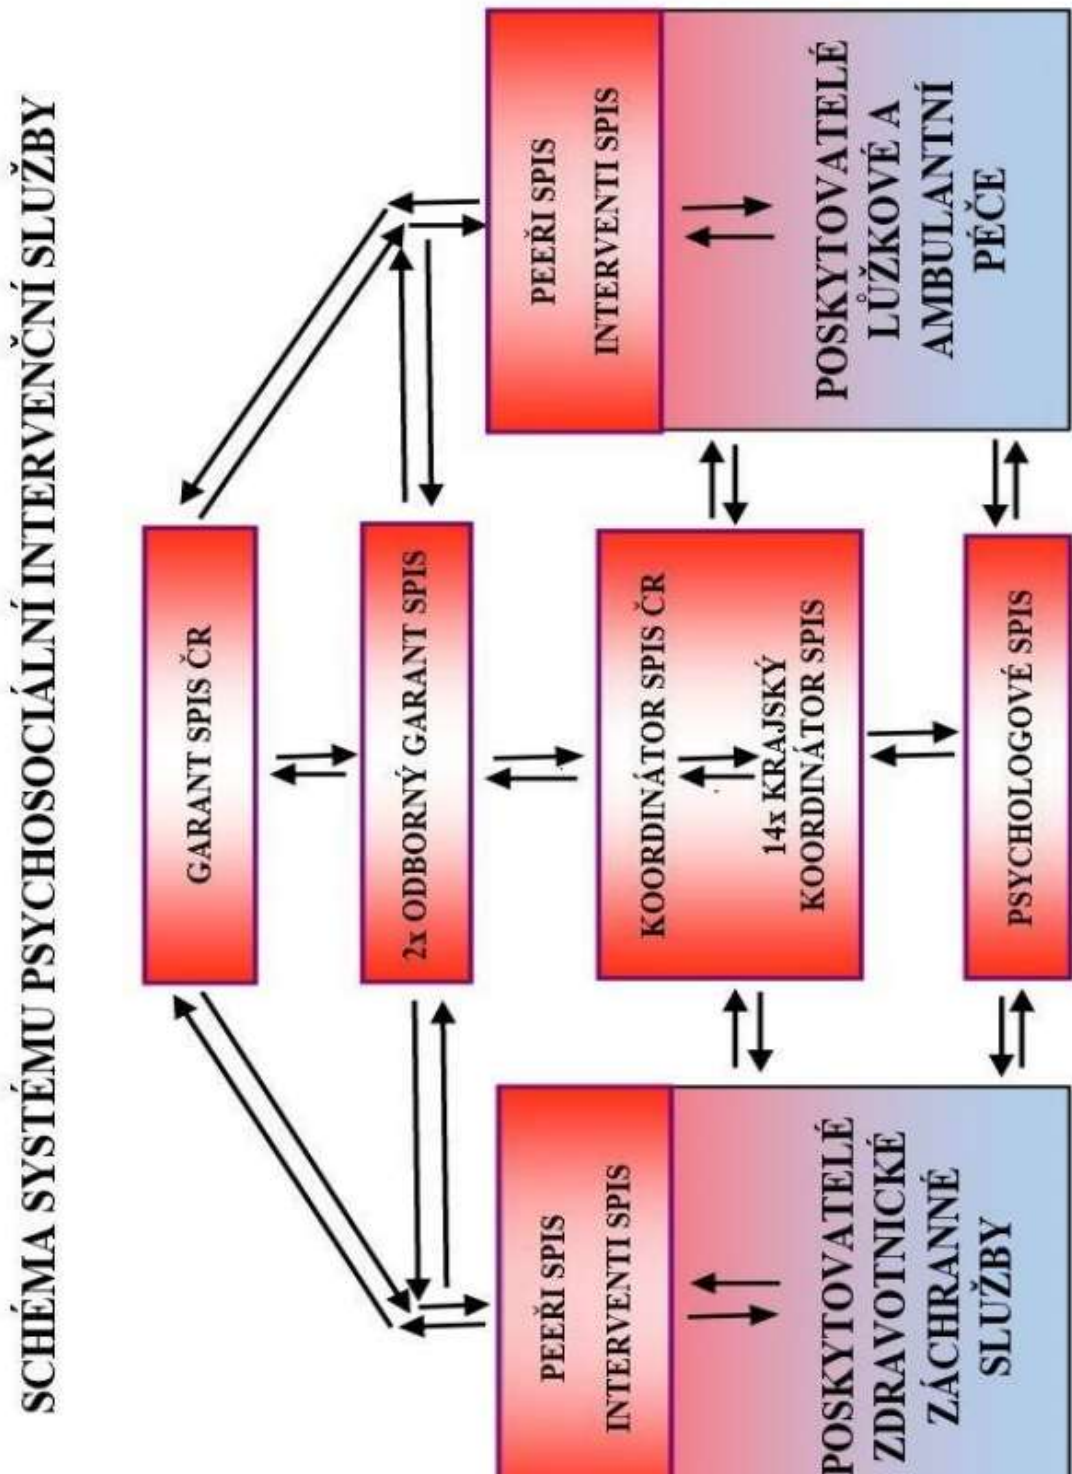 SCHÉMA SYSTÉMU PSYCHOSOCIÁLNÍ INTERVENČNÍ SLUŽBY
GARANT SPIS ČR
2x ODBORNÝ GARANT SPIS
KOORDINÁTOR SPIS ČR
14x KRAJSKÝ
KOORDINÁTOR SPIS
PSYCHOLOGOVÉ SPIS
PEEŘI SPIS
INTERVENTI SPIS
POSKYTOVATELÉ
ZDRAVOTNICKÉ
ZÁCHRANNÉ
SLUŽBY
PEEŘI SPIS
INTERVENTI SPIS
POSKYTOVATELÉ
LŮŽKOVÉ A
AMBULANTNÍ
PÉČE